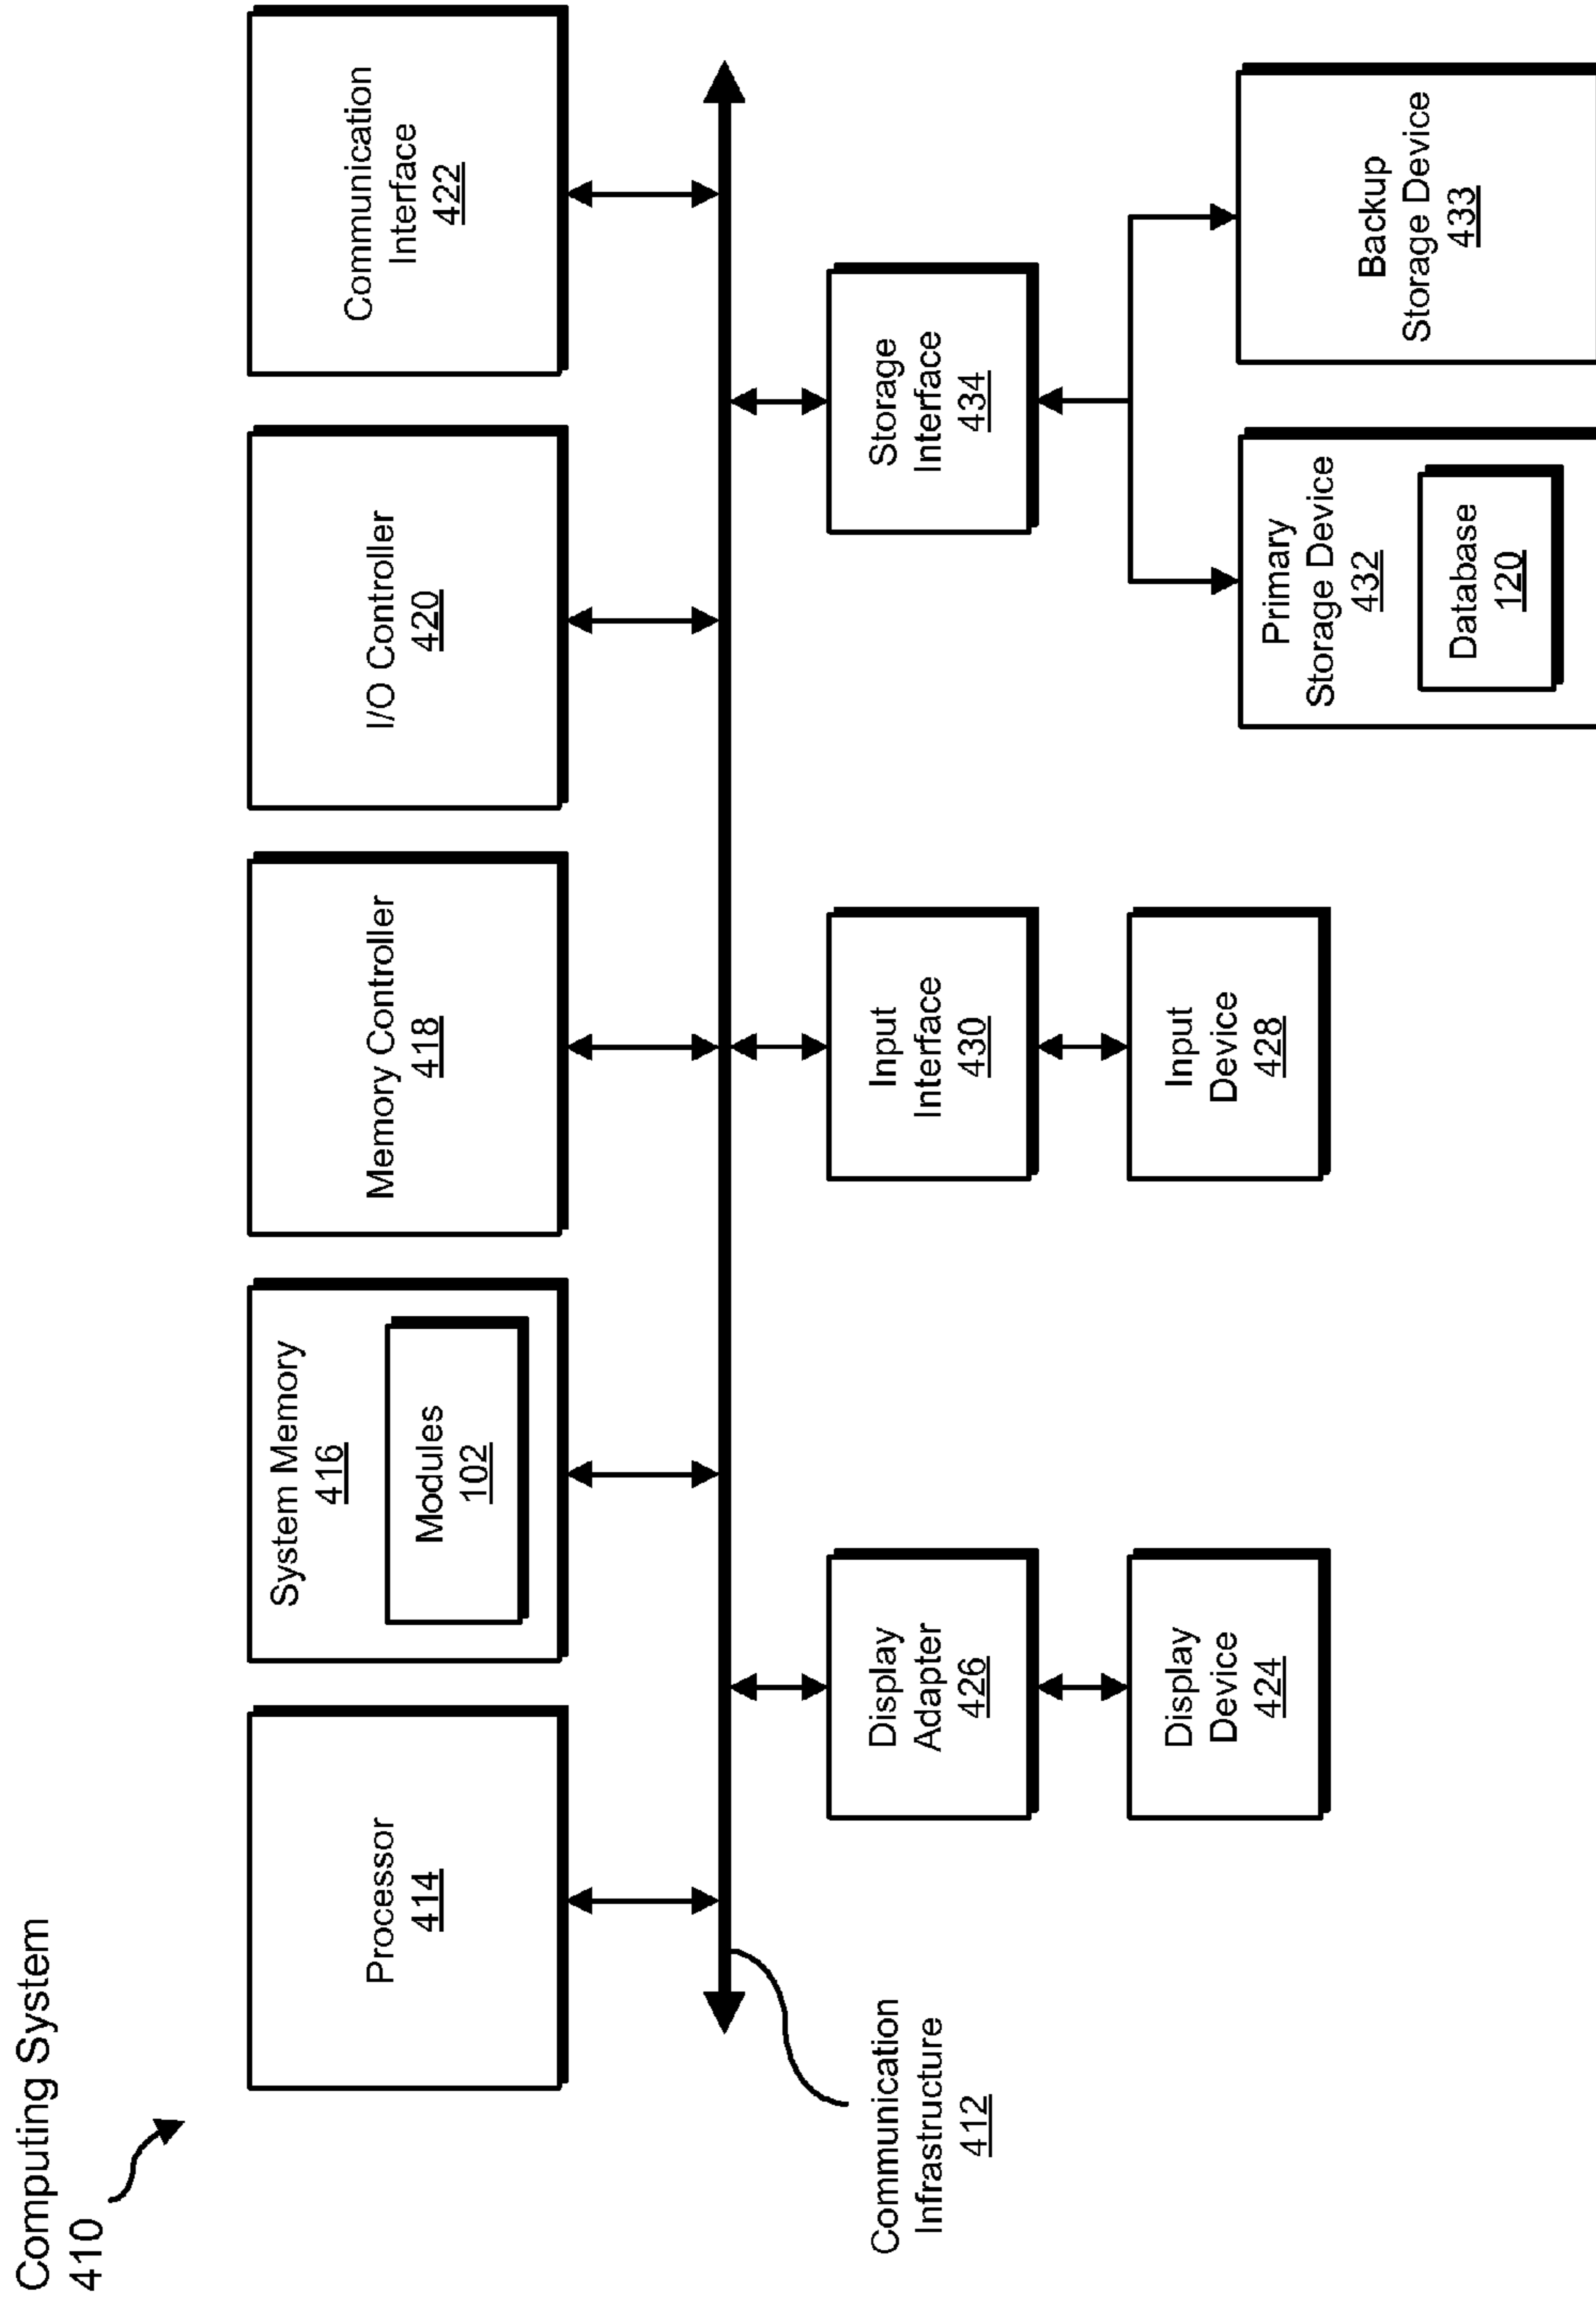 Computing System
410
Processor
414
System Memory
416
Modules
102
Memory Controller
418
I/O Controller
420
Communication
Interface
422
Communication
Infrastructure
412
Display
Adapter
426
Input
Interface
430
Storage
Interface
434
Display
Device
424
Input
Device
428
Primary
Storage Device
432
Database
120
Backup
Storage Device
433